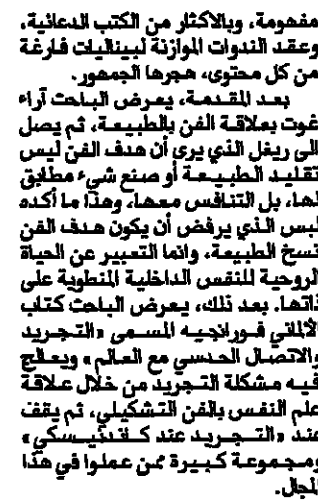 مفهومة، وبالاكثار من الكتب الدعائية،
وعقد الندوات الموازنة لبيناليات فارغة
من كل محتوى، هجرها الجمهور.
بعد المقدمة، يعرض الباحث آراء
غوت بعلاقة الفن بالطبيعة، ثم يصل
الى ريغل الذي يرى أن هدف الفن ليس
تقليد الطبيعة أو صنع شيء مطابق
لها، بل التنافس معها، وهذا ما أكده
لبس الذي يرفض أن يكون هدف الفن
نسخ الطبيعة، وانما التعبير عن الحياة
الروحية للنفس الداخلية المنطوية على
ذاتها. بعد ذلك، يعرض الباحث كتاب
الألماني فورانجيه المسمى «التجريد
والاتصال الحدسي مع العالم» ويعالج
فيه مشكلة التجريد من خلال علاقة
علم النفس بالفن التشكيلي، ثم يقف
عند «التجريد عند كاندينسكي»
ومجموعة كبيرة ممن عملوا في هذا
المجال.